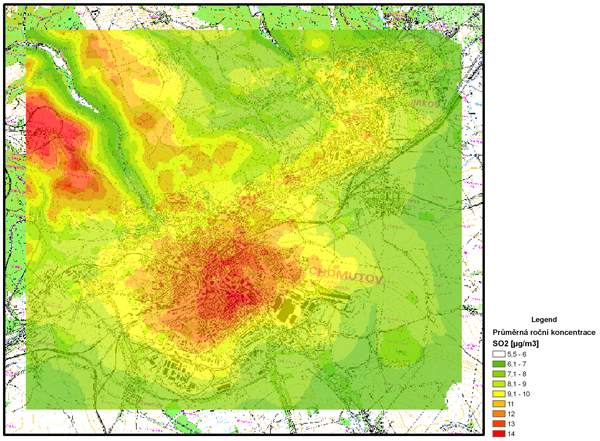 JIRKOV
CHOMUTOV
Legend
Průměrná roční koncentrace
SO2 [µg/m3]
5,5 - 6
6,1 - 7
7,1 - 8
8.1 - 9
9,1 - 10
11
12
13
14